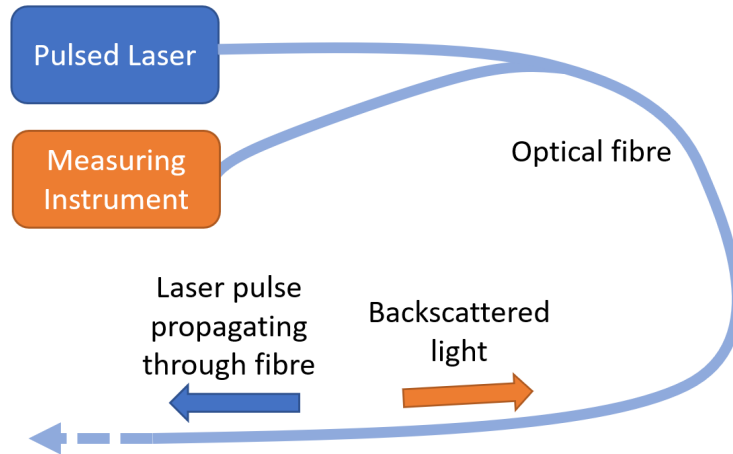 Pulsed Laser
Measuring
Instrument
Optical fibre
Laser pulse
propagating
through fibre
Backscattered
light